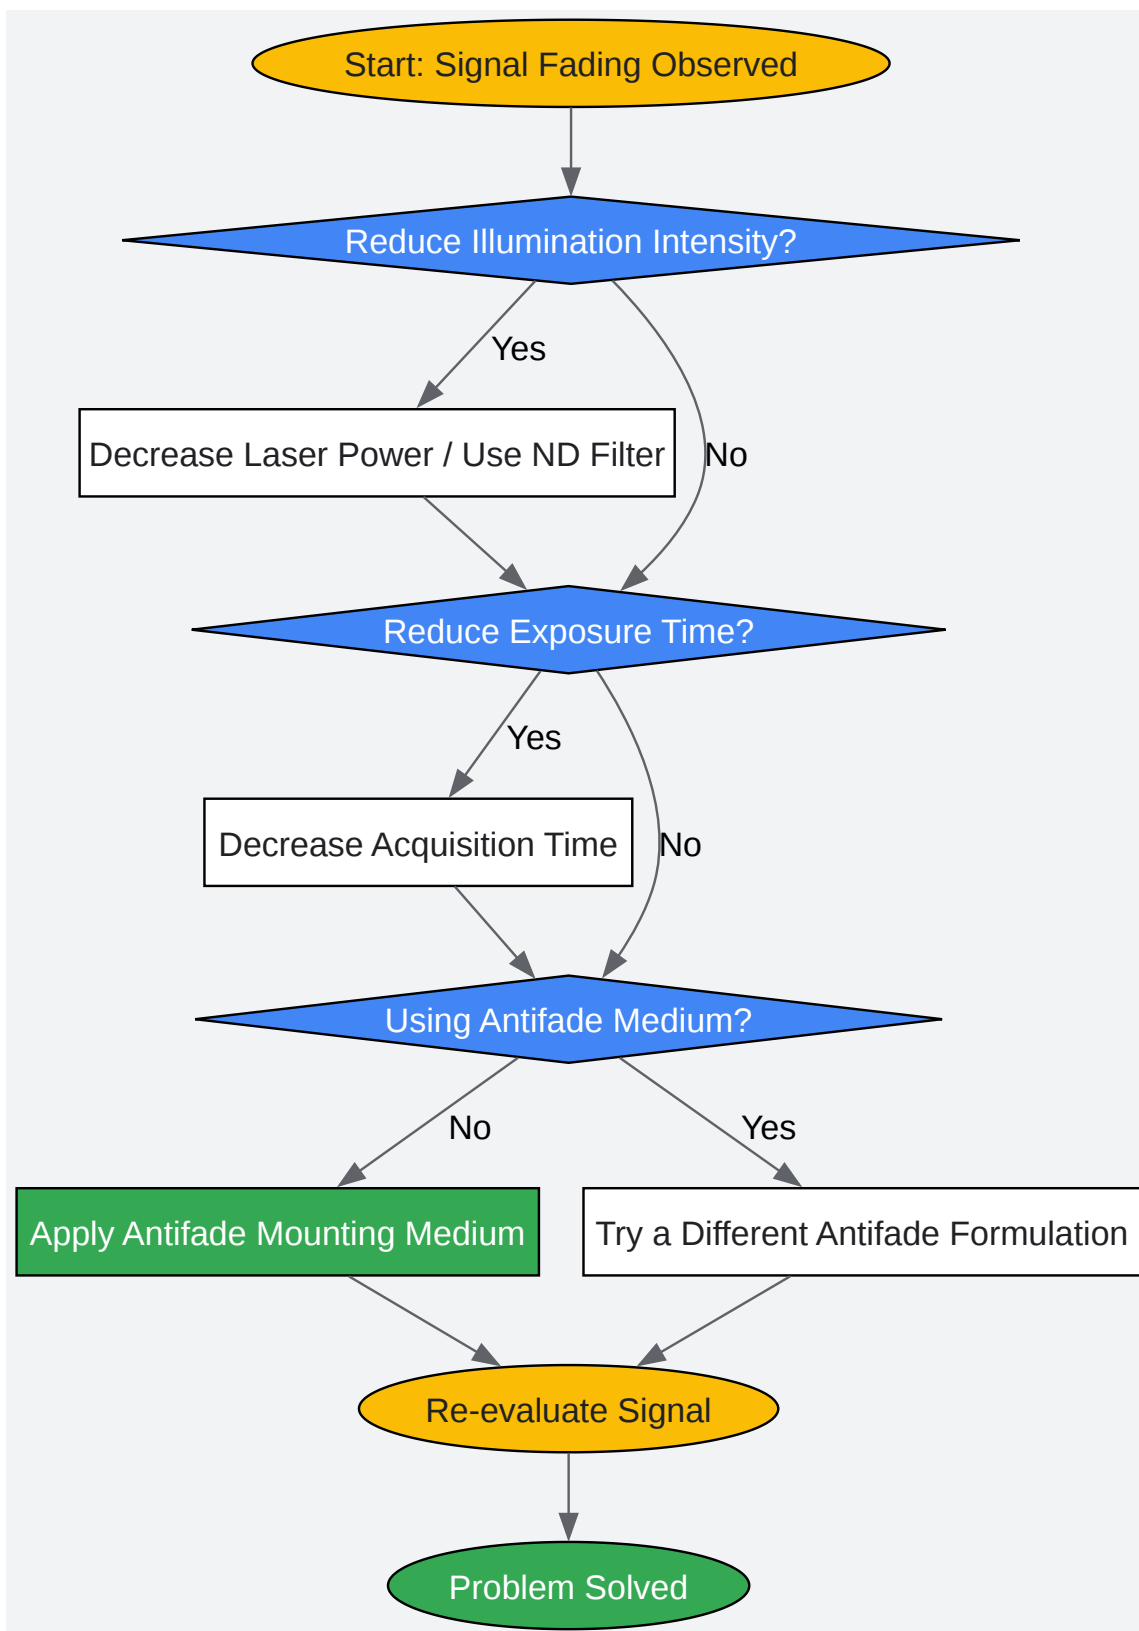 Start: Signal Fading Observed
Reduce Illumination Intensity?
Yes
Decrease Laser Power / Use ND Filter
No
Reduce Exposure Time?
Yes
Decrease Acquisition Time
No
Using Antifade Medium?
No
Yes
Apply Antifade Mounting Medium
Try a Different Antifade Formulation
Re-evaluate Signal
Problem Solved